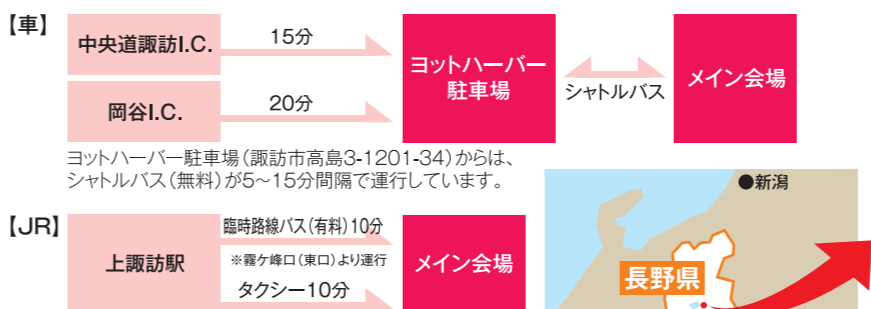 【車】
中央道諏訪I.C.
15分
岡谷I.C.
20分
ヨットハーバー
駐車場
シャトルバス
メイン会場
ヨットハーバー駐車場（諏訪市高島3-1201-34）からは、
シャトルバス（無料）が5〜15分間隔で運行しています。
【JR】
上諏訪駅
臨時路線バス（有料）10分
※霧ケ峰口（東口）より運行
タクシー10分
メイン会場
●新潟
長野県